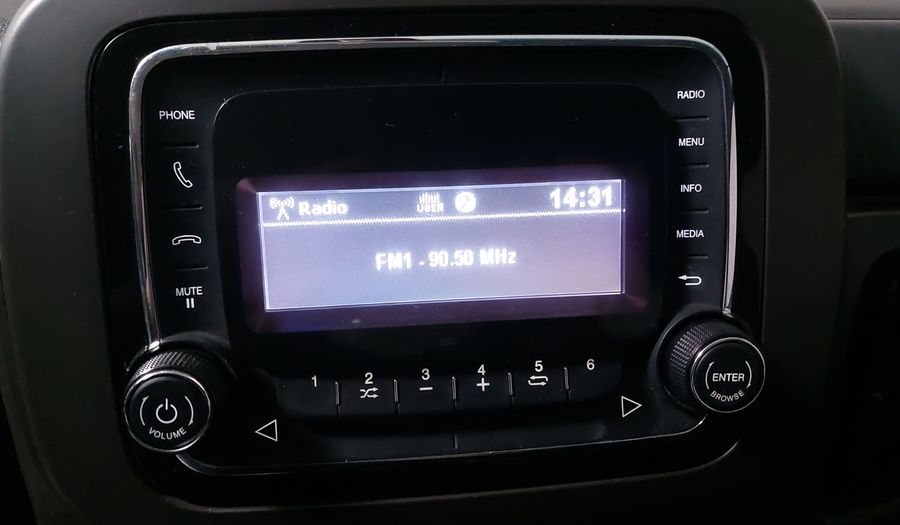 PHONE
RADIO
MENU
INFO
MEDIA
MUTE
Radio USER 14:31
FM1 - 90.50 MHz
1 2 3 4 5 6
VOLUME
ENTER
BROWSE